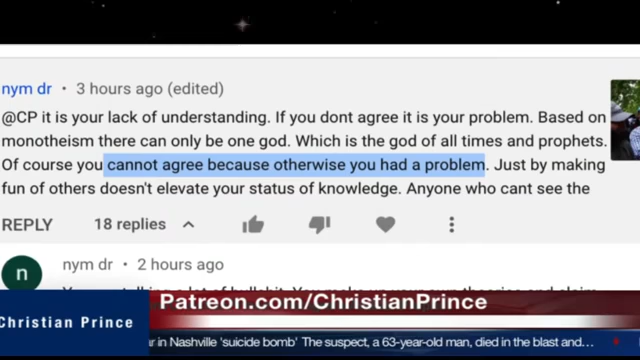 nym dr • 3 hours ago (edited)
@CP it is your lack of understanding. If you dont agree it is your problem. Based on
monotheism there can only be one god. Which is the god of all times and prophets.
Of course you cannot agree because otherwise you had a problem. Just by making
fun of others doesn't elevate your status of knowledge. Anyone who cant see the
REPLY 18 replies
n
nym dr • 2 hours ago
Patreon.com/ChristianPrince
Christian Prince
ar in Nashville 'suicide bomb' The suspect, a 63-year-old man, died in the blast and…